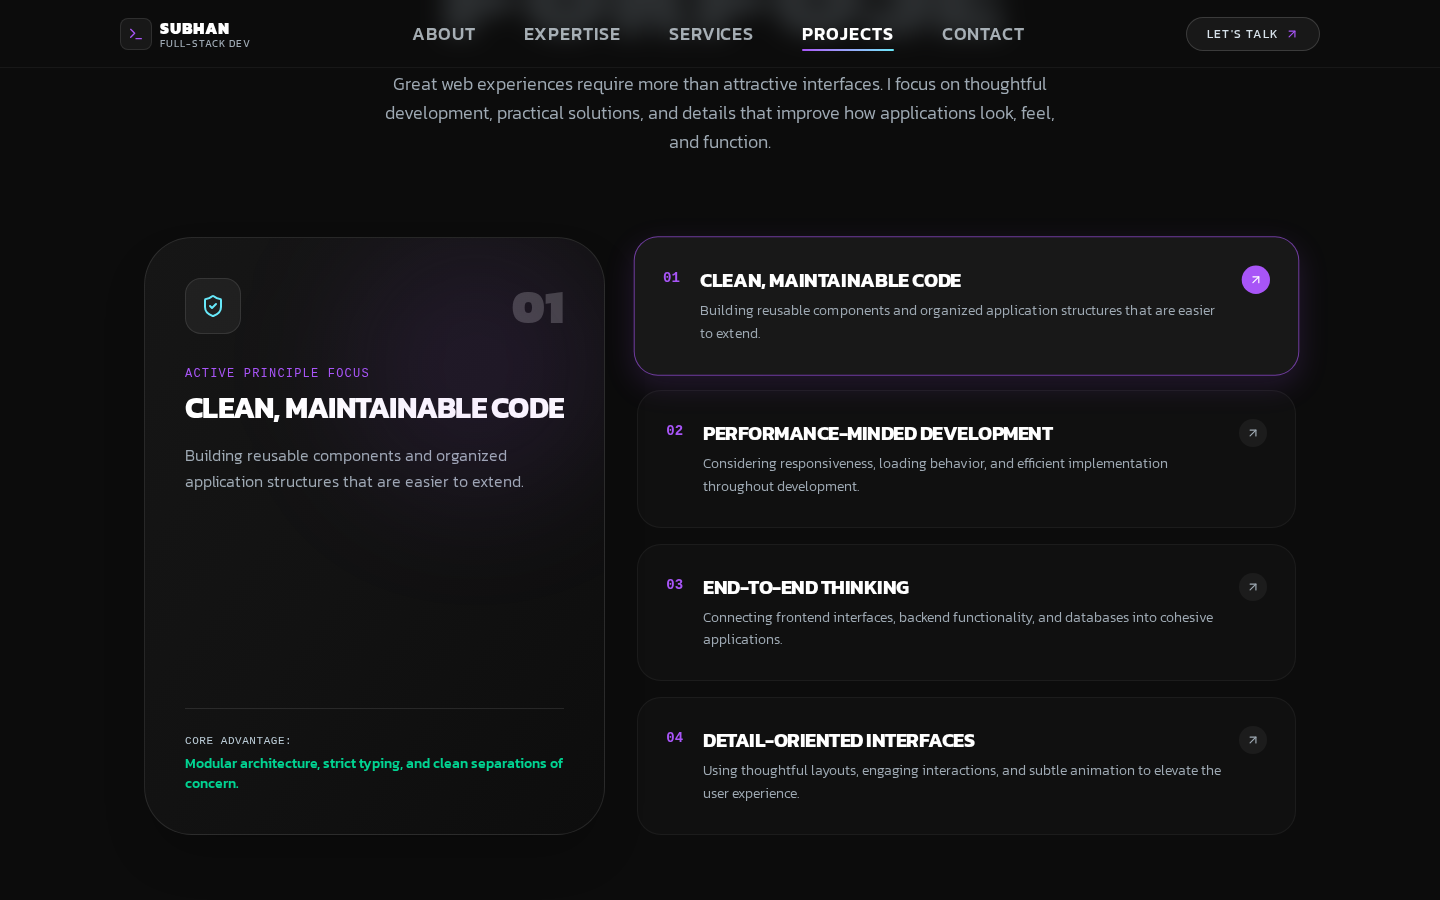 SUBHAN
FULL-STACK DEV
ABOUT
EXPERTISE
SERVICES
PROJECTS
CONTACT
LET'S TALK
Great web experiences require more than attractive interfaces. I focus on thoughtful
development, practical solutions, and details that improve how applications look, feel,
and function.
01
ACTIVE PRINCIPLE FOCUS
CLEAN, MAINTAINABLE CODE
Building reusable components and organized
application structures that are easier to extend.
CORE ADVANTAGE:
Modular architecture, strict typing, and clean separations of
concern.
01
CLEAN, MAINTAINABLE CODE
Building reusable components and organized application structures that are easier
to extend.
02
PERFORMANCE-MINDED DEVELOPMENT
Considering responsiveness, loading behavior, and efficient implementation
throughout development.
03
END-TO-END THINKING
Connecting frontend interfaces, backend functionality, and databases into cohesive
applications.
04
DETAIL-ORIENTED INTERFACES
Using thoughtful layouts, engaging interactions, and subtle animation to elevate the
user experience.